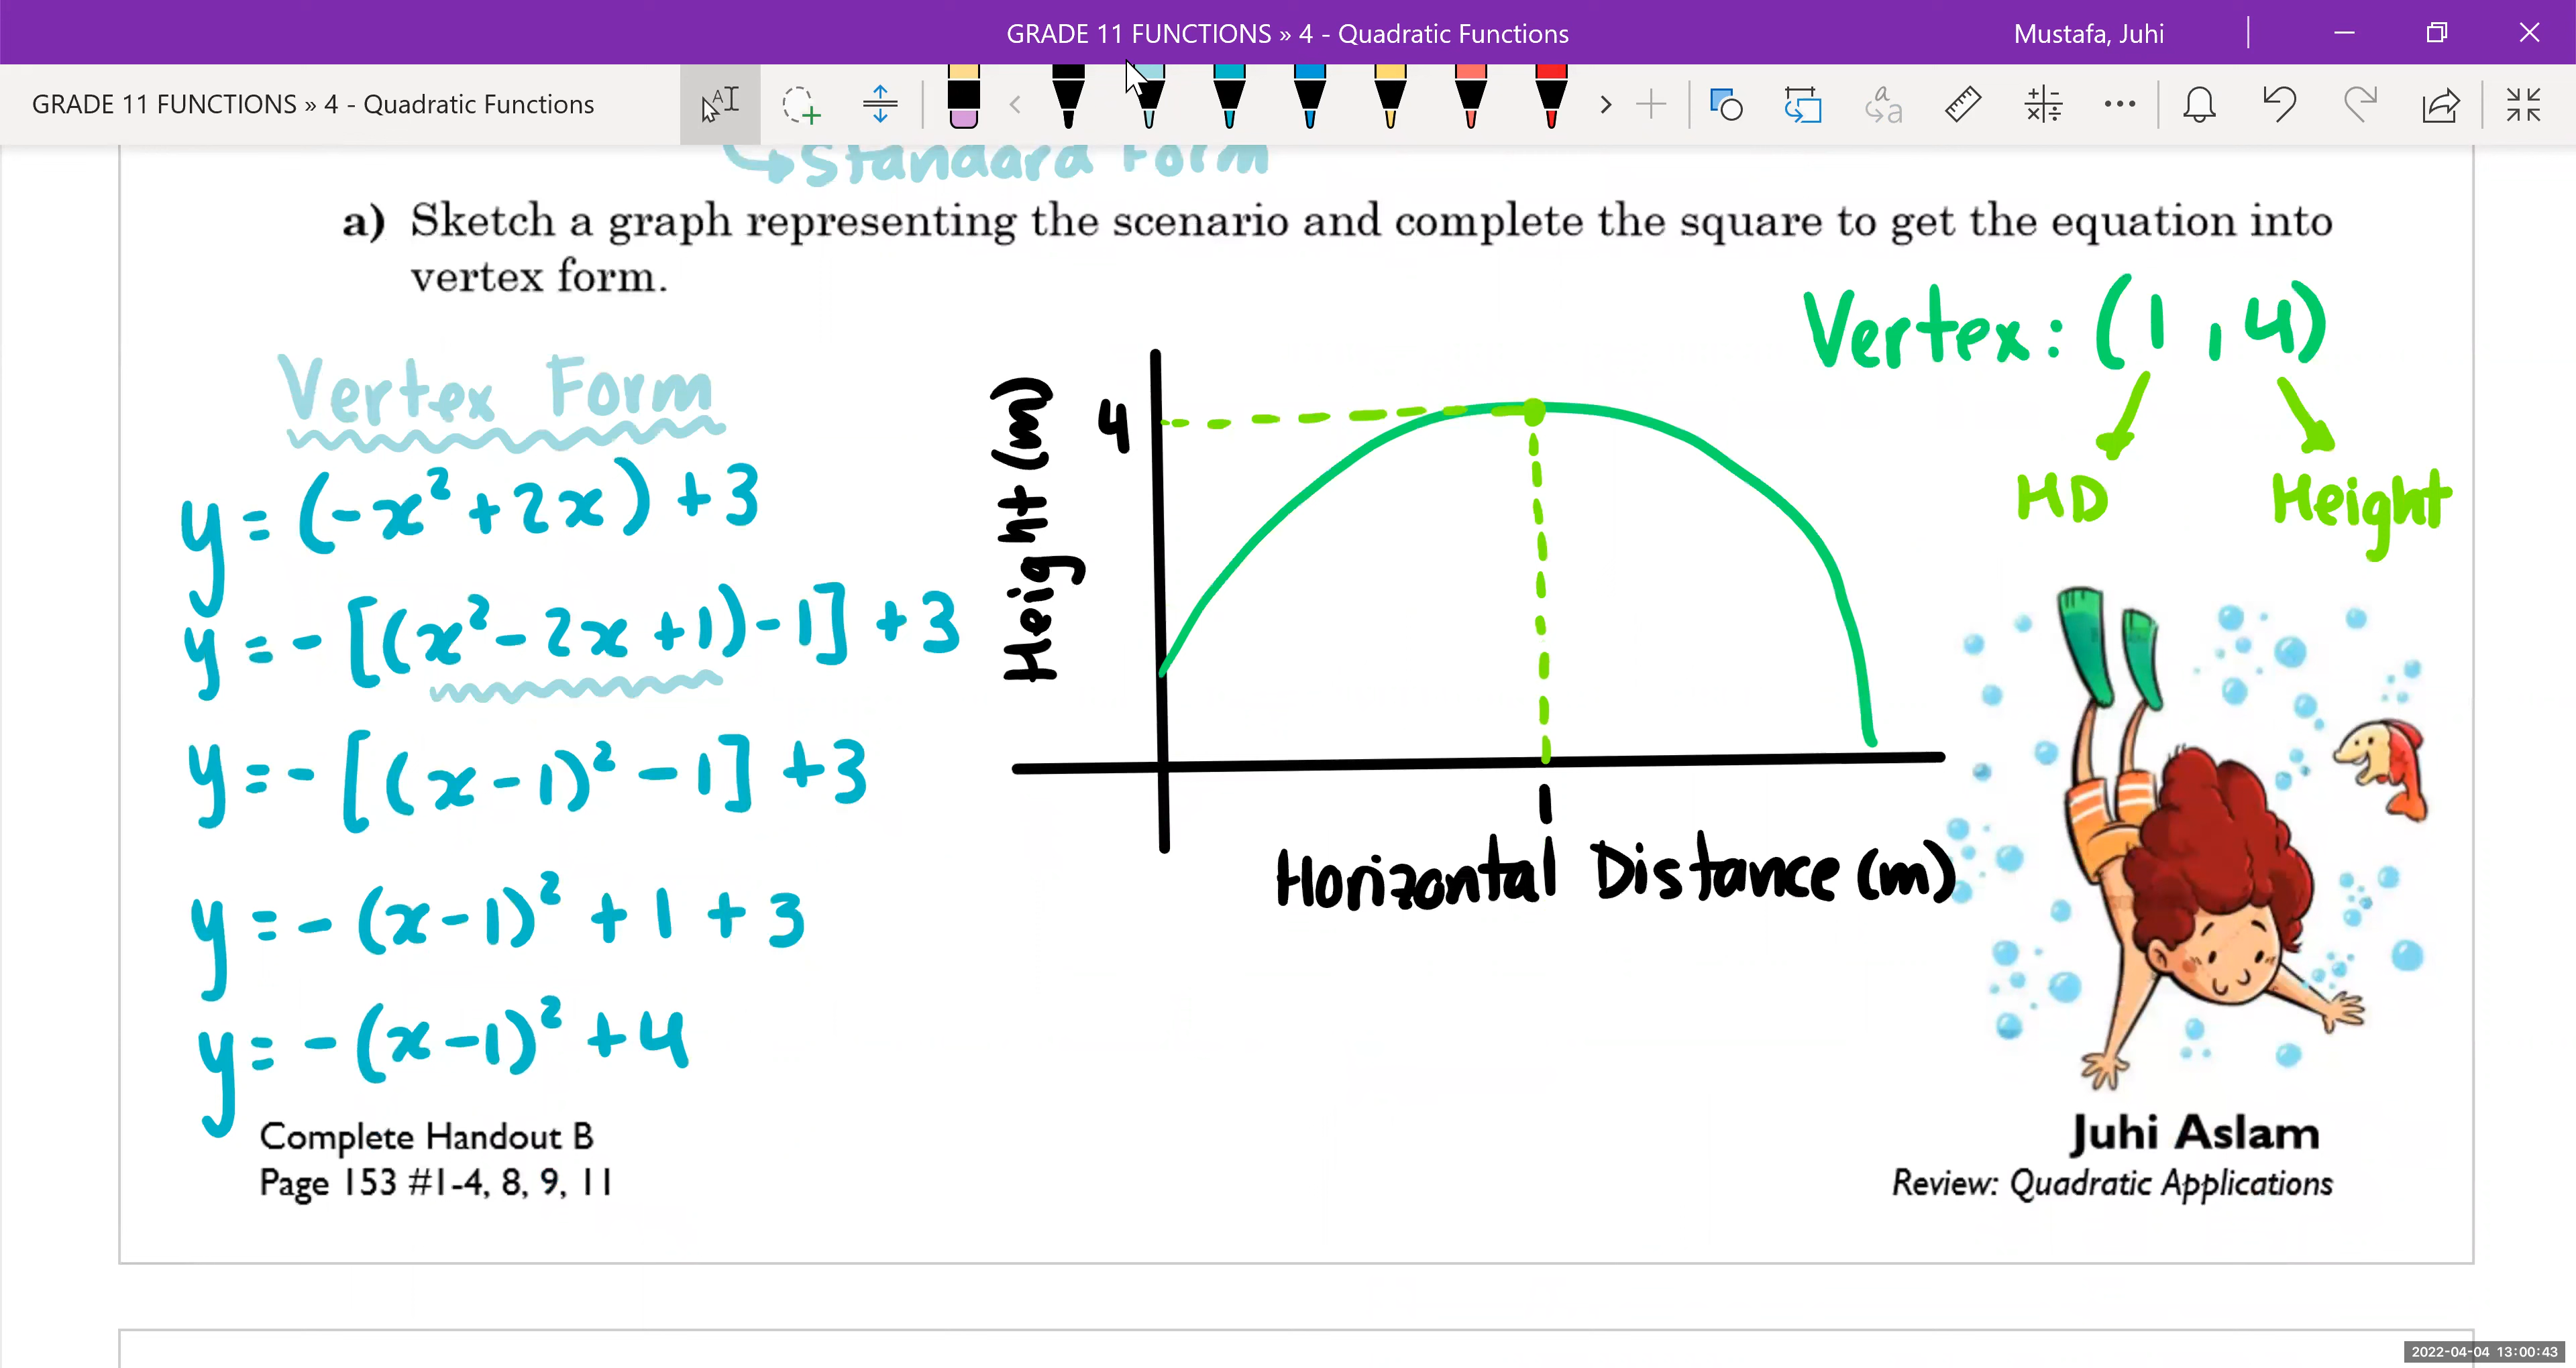 GRADE 11 FUNCTIONS » 4 - Quadratic Functions
Mustafa, Juhi
GRADE 11 FUNCTIONS » 4 - Quadratic Functions
Standard Form
a) Sketch a graph representing the scenario and complete the square to get the equation into
vertex form.
Vertex Form
y = (-x² + 2x) + 3
y = - [(x² - 2x + 1) - 1] + 3
y = - [(x - 1)² - 1] + 3
y = - (x - 1)² + 1 + 3
y = - (x - 1)² + 4
Height (m)
4
1
Horizontal Distance (m)
Vertex: (1, 4)
HD
Height
Complete Handout B
Page 153 #1-4, 8, 9, 11
Juhi Aslam
Review: Quadratic Applications
2022-04-04 13:00:43